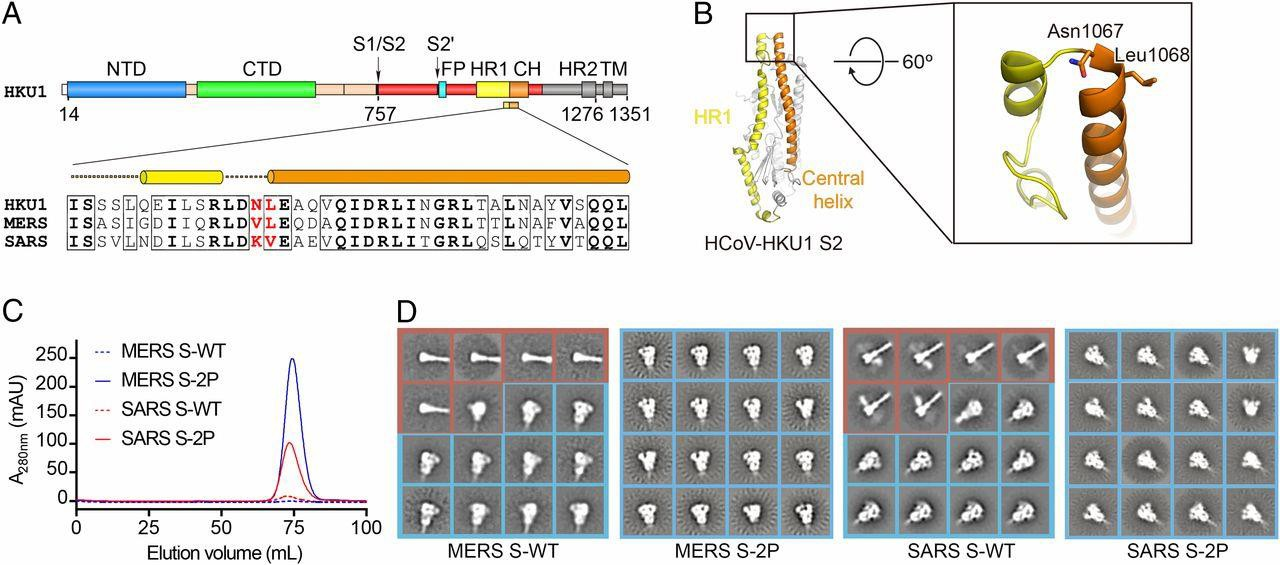 A
S1/S2
S2'
NTD
CTD
FP
HR1
CH
HR2
TM
HKU1
14
757
1276
1351
HKU1 ISSSLQEILSRLDNLEAQVQIDRLINGRLTALNAYVSQQL
MERS ISASIGDIIQRLDVLEQDAQIDRLINGRLTTLNAFVAQQL
SARS ISSVLNDILSRLDKVEAEVQIDRLITGRLQSLQTYVTQQL
B
HR1
Central
helix
HCoV-HKU1 S2
60º
Asn1067
Leu1068
C
MERS S-WT
MERS S-2P
SARS S-WT
SARS S-2P
A280nm (mAU)
250
200
150
100
50
0
0
25
50
75
100
Elution volume (mL)
D
MERS S-WT
MERS S-2P
SARS S-WT
SARS S-2P